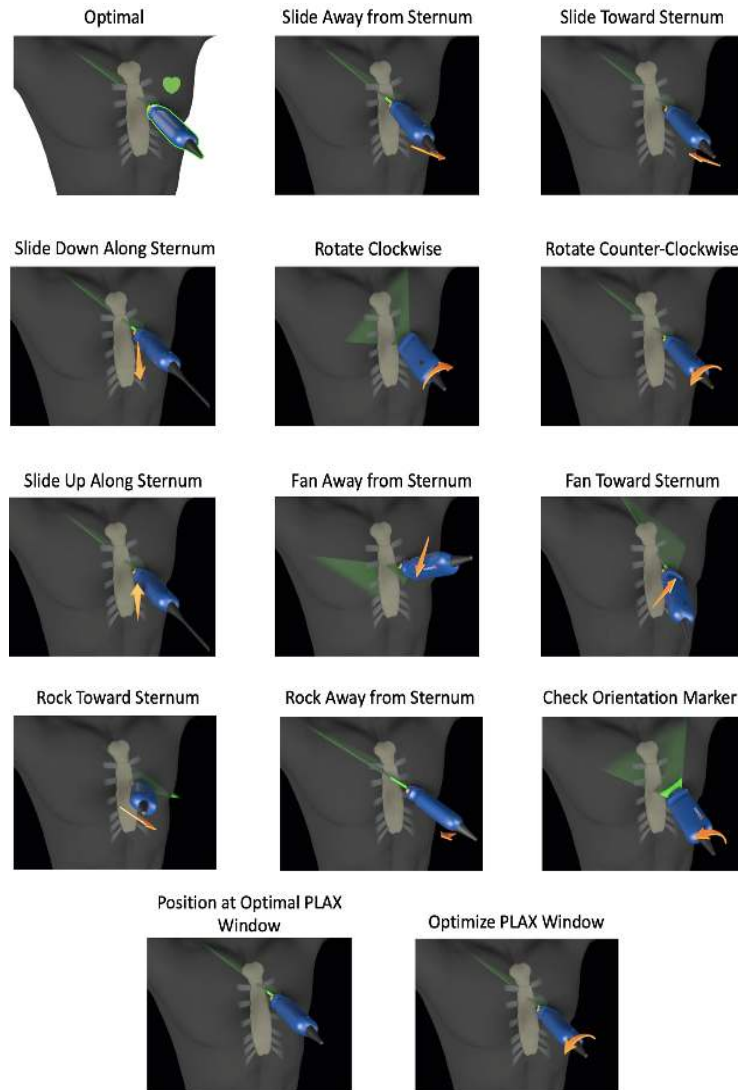 Optimal
Slide Away from Sternum
Slide Toward Sternum
Slide Down Along Sternum
Rotate Clockwise
Rotate Counter-Clockwise
Slide Up Along Sternum
Fan Away from Sternum
Fan Toward Sternum
Rock Toward Sternum
Rock Away from Sternum
Check Orientation Marker
Position at Optimal PLAX
Window
Optimize PLAX Window